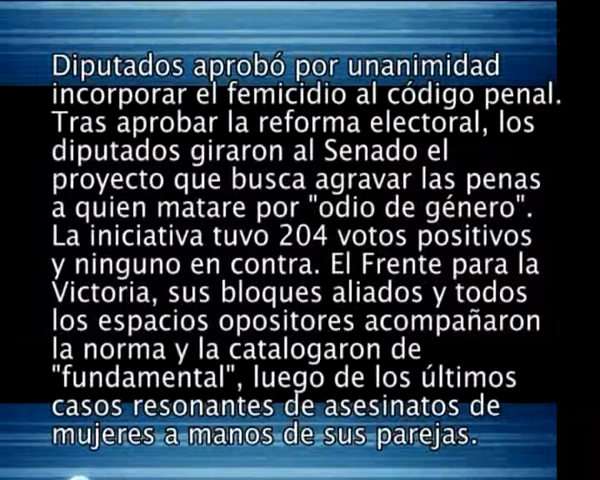 Diputados aprobó por unanimidad
incorporar el femicidio al código penal.
Tras aprobar la reforma electoral, los
diputados giraron al Senado el
proyecto que busca agravar las penas
a quien matare por "odio de género".
La iniciativa tuvo 204 votos positivos
y ninguno en contra. El Frente para la
Victoria, sus bloques aliados y todos
los espacios opositores acompañaron
la norma y la catalogaron de
"fundamental", luego de los últimos
casos resonantes de asesinatos de
mujeres a manos de sus parejas.